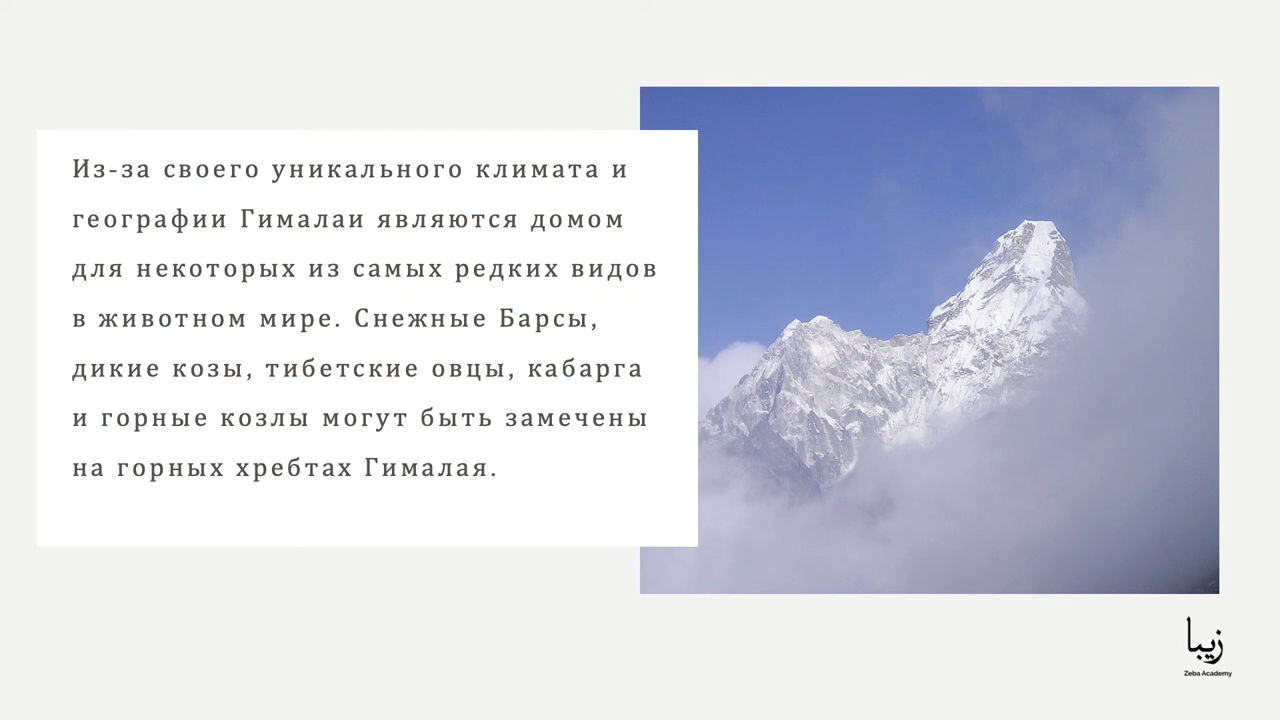 Из-за своего уникального климата и
географии Гималаи являются домом
для некоторых из самых редких видов
в животном мире. Снежные Барсы,
дикие козы, тибетские овцы, кабарга
и горные козлы могут быть замечены
на горных хребтах Гималая.
زیبا
Zeba Academy